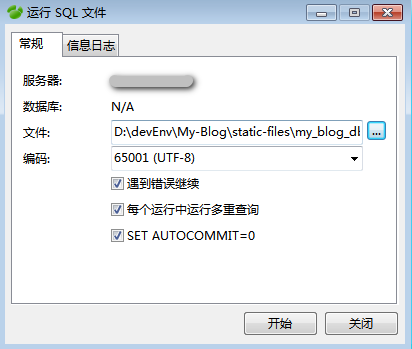 运行 SQL 文件
常规 信息日志
服务器:
数据库: N/A
文件: D:\devEnv\My-Blog\static-files\my_blog_db ...
编码: 65001 (UTF-8)
遇到错误继续
每个运行中运行多重查询
SET AUTOCOMMIT=0
开始 关闭